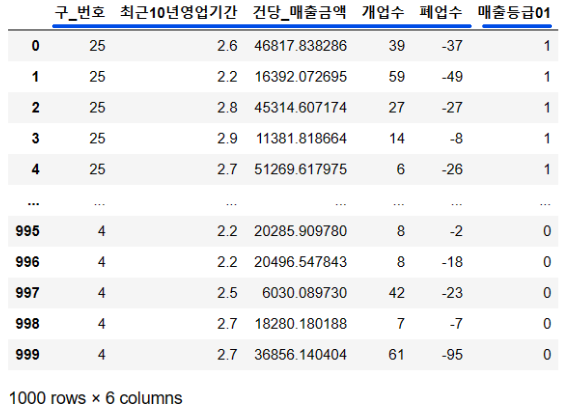 구_번호 최근10년영업기간 건당_매출금액 개업수 폐업수 매출등급01
0 25 2.6 46817.838286 39 -37 1
1 25 2.2 16392.072695 59 -49 1
2 25 2.8 45314.607174 27 -27 1
3 25 2.9 11381.818664 14 -8 1
4 25 2.7 51269.617975 6 -26 1
... ... ... ... ... ... ...
995 4 2.2 20285.909780 8 -2 0
996 4 2.2 20496.547843 8 -18 0
997 4 2.5 6030.089730 42 -23 0
998 4 2.7 18280.180188 7 -7 0
999 4 2.7 36856.140404 61 -95 0
1000 rows × 6 columns